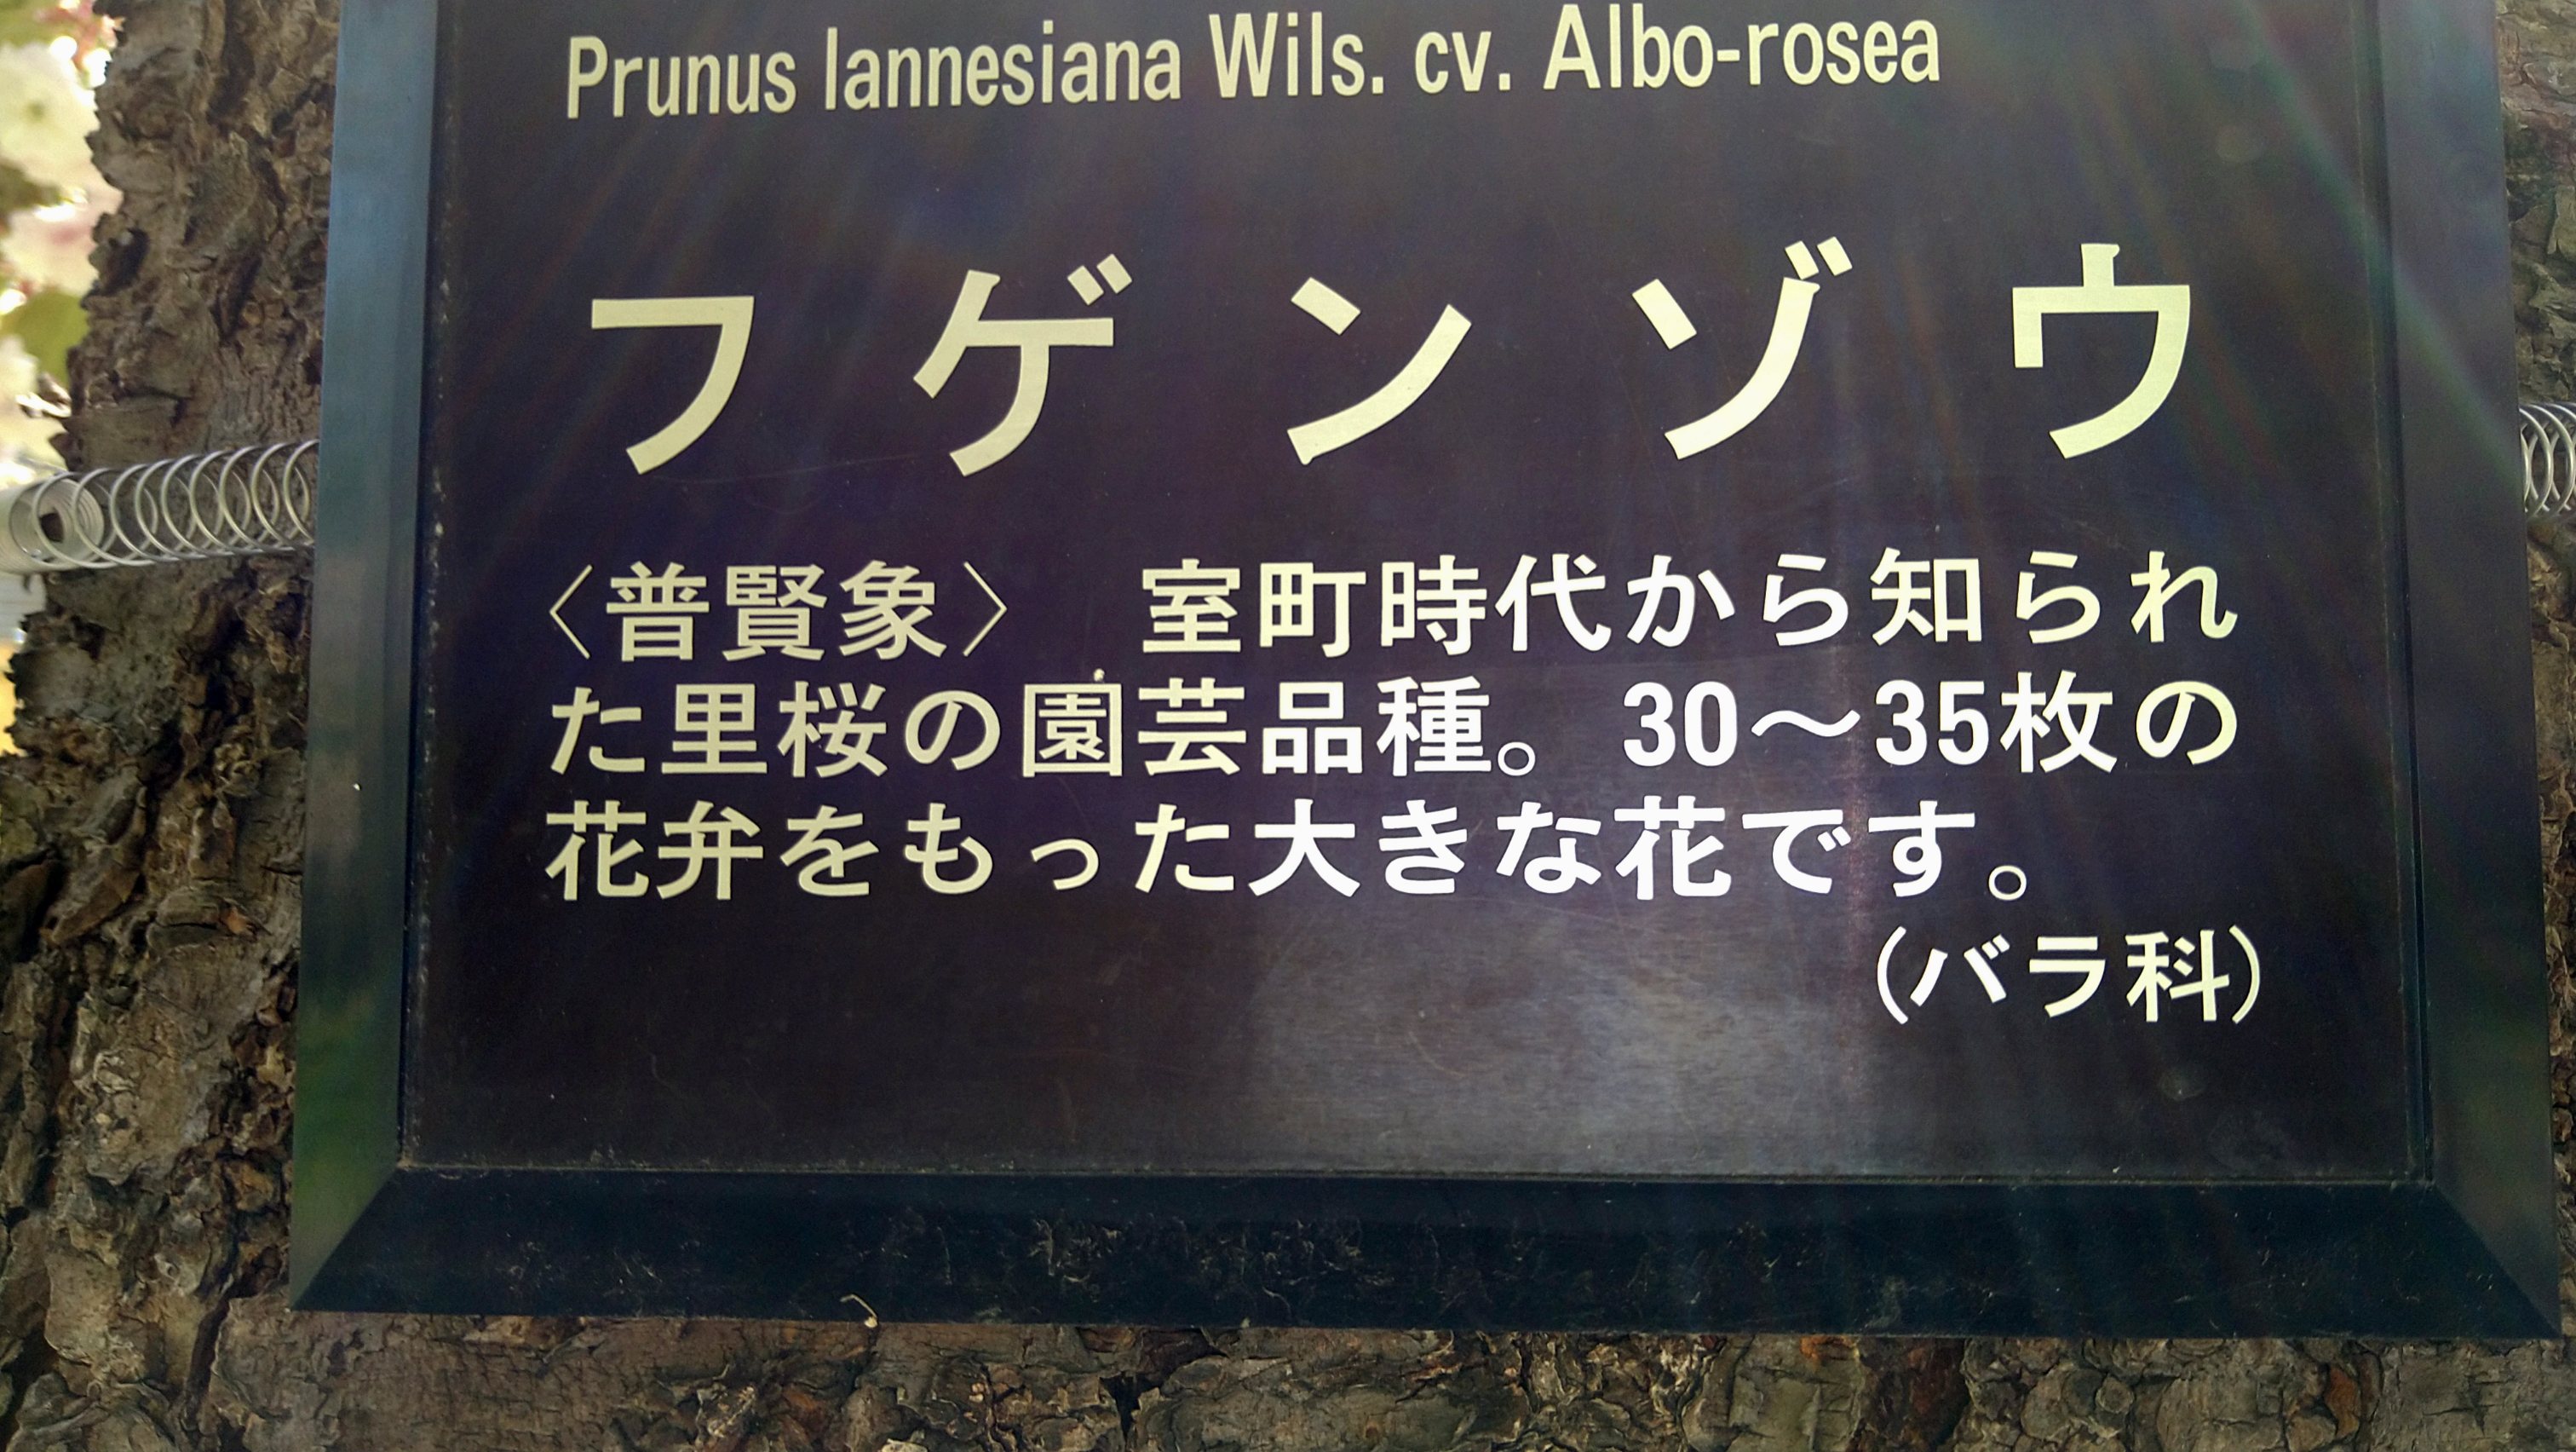 Prunus lannesiana Wils. cv. Albo-rosea
フゲンゾウ
〈普賢象〉 室町時代から知られ
た里桜の園芸品種。30〜35枚の
花弁をもった大きな花です。
(バラ科)